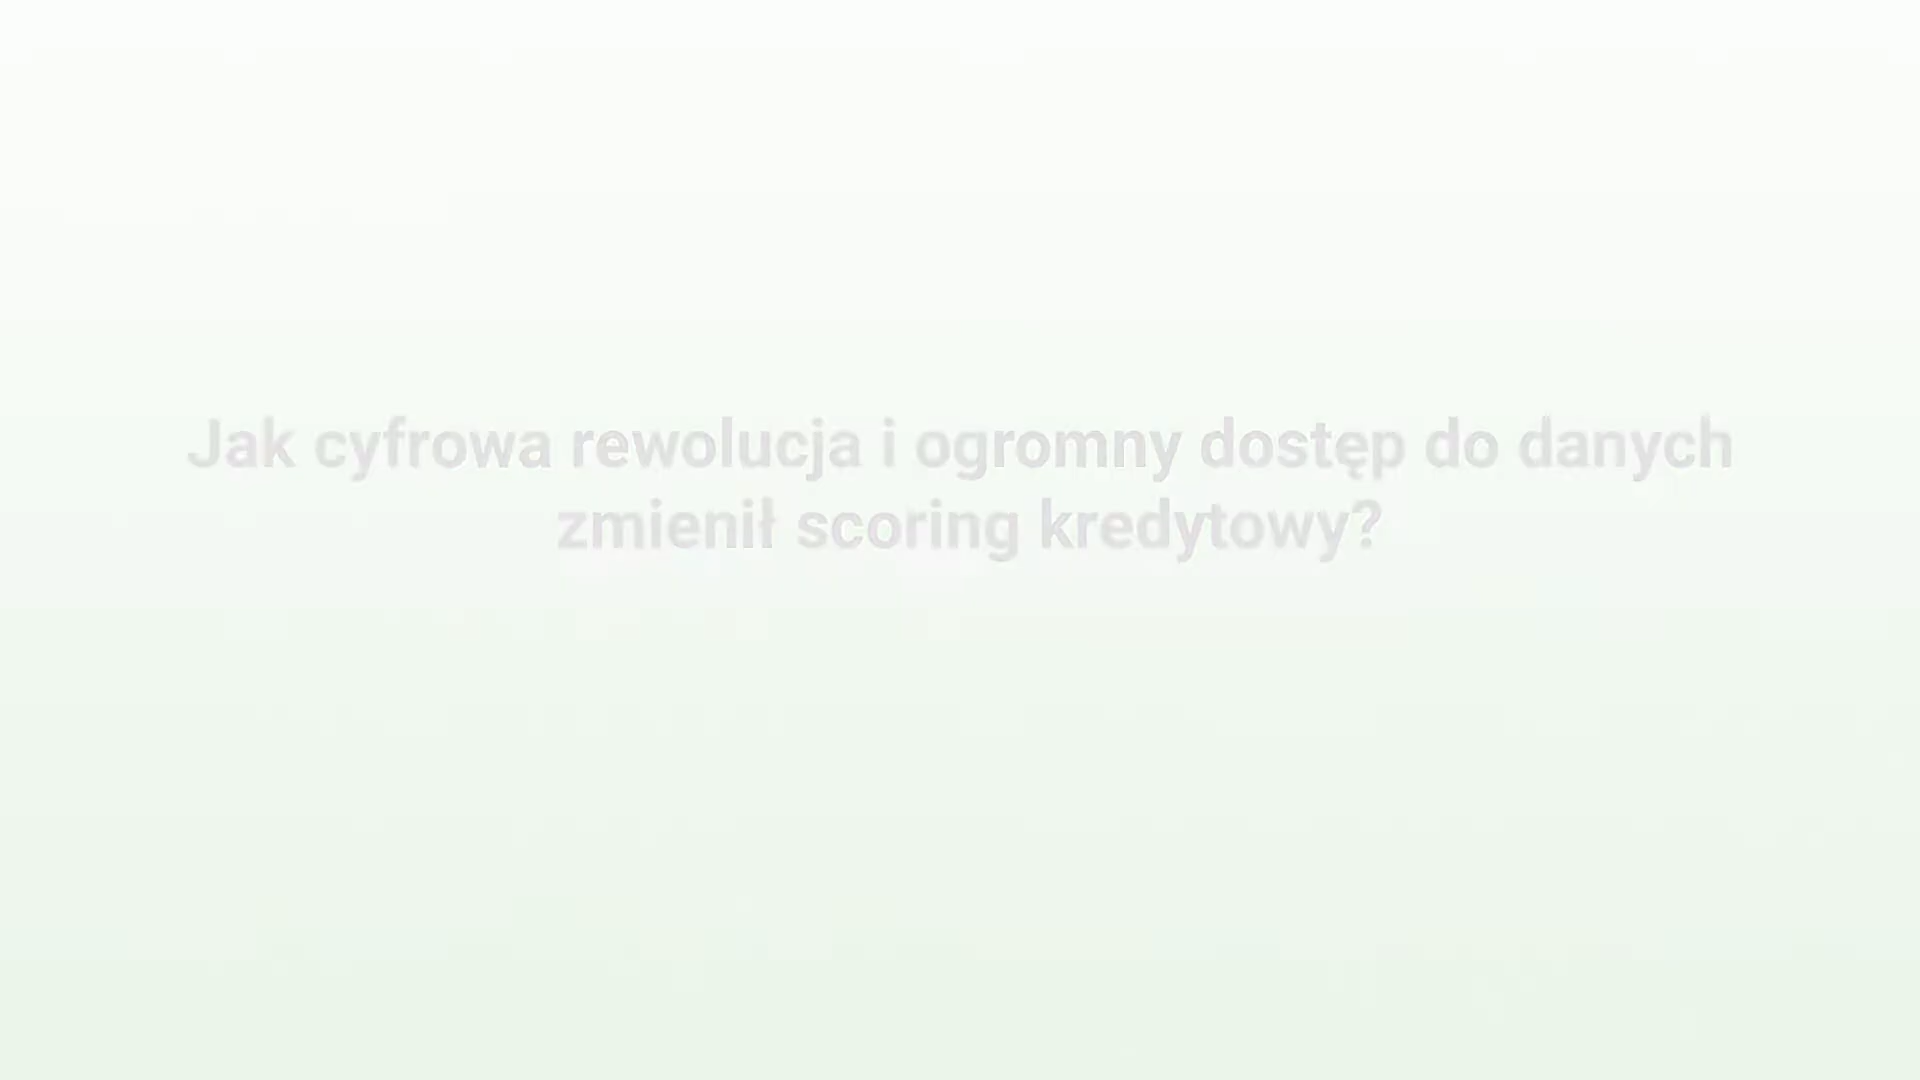 Jak cyfrowa rewolucja i ogromny dostęp do danych
zmienił scoring kredytowy?